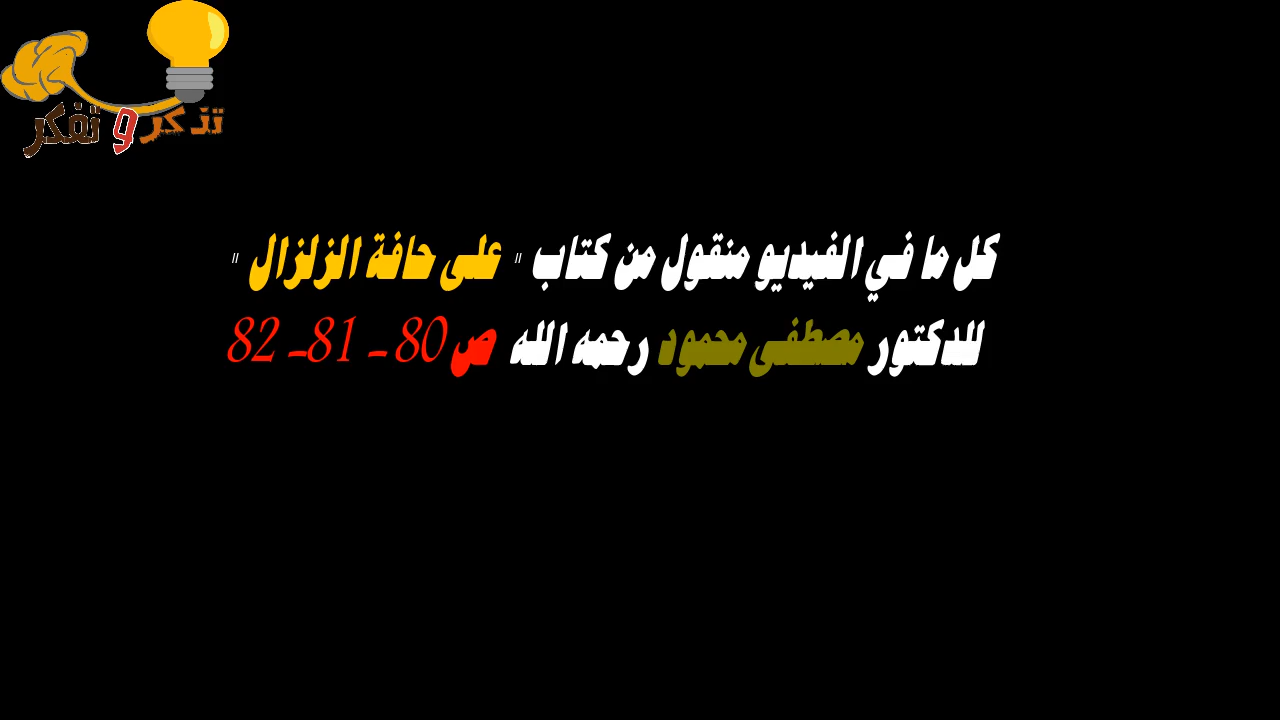 تذكر و تفكر
كل ما في الفيديو منقول من كتاب " على حافة الزلزال "
للدكتور مصطفى محمود رحمه الله ص 80 - 81- 82